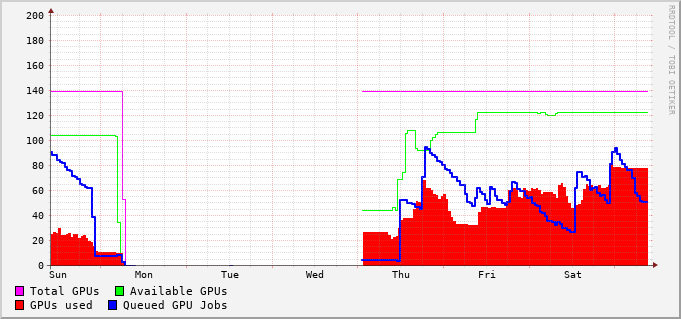 200
180
160
140
120
100
80
60
40
20
0
Sun Mon Tue Wed Thu Fri Sat
Total GPUs Available GPUs
GPUs used Queued GPU Jobs
RRDTOOL / TOBI OETIKER